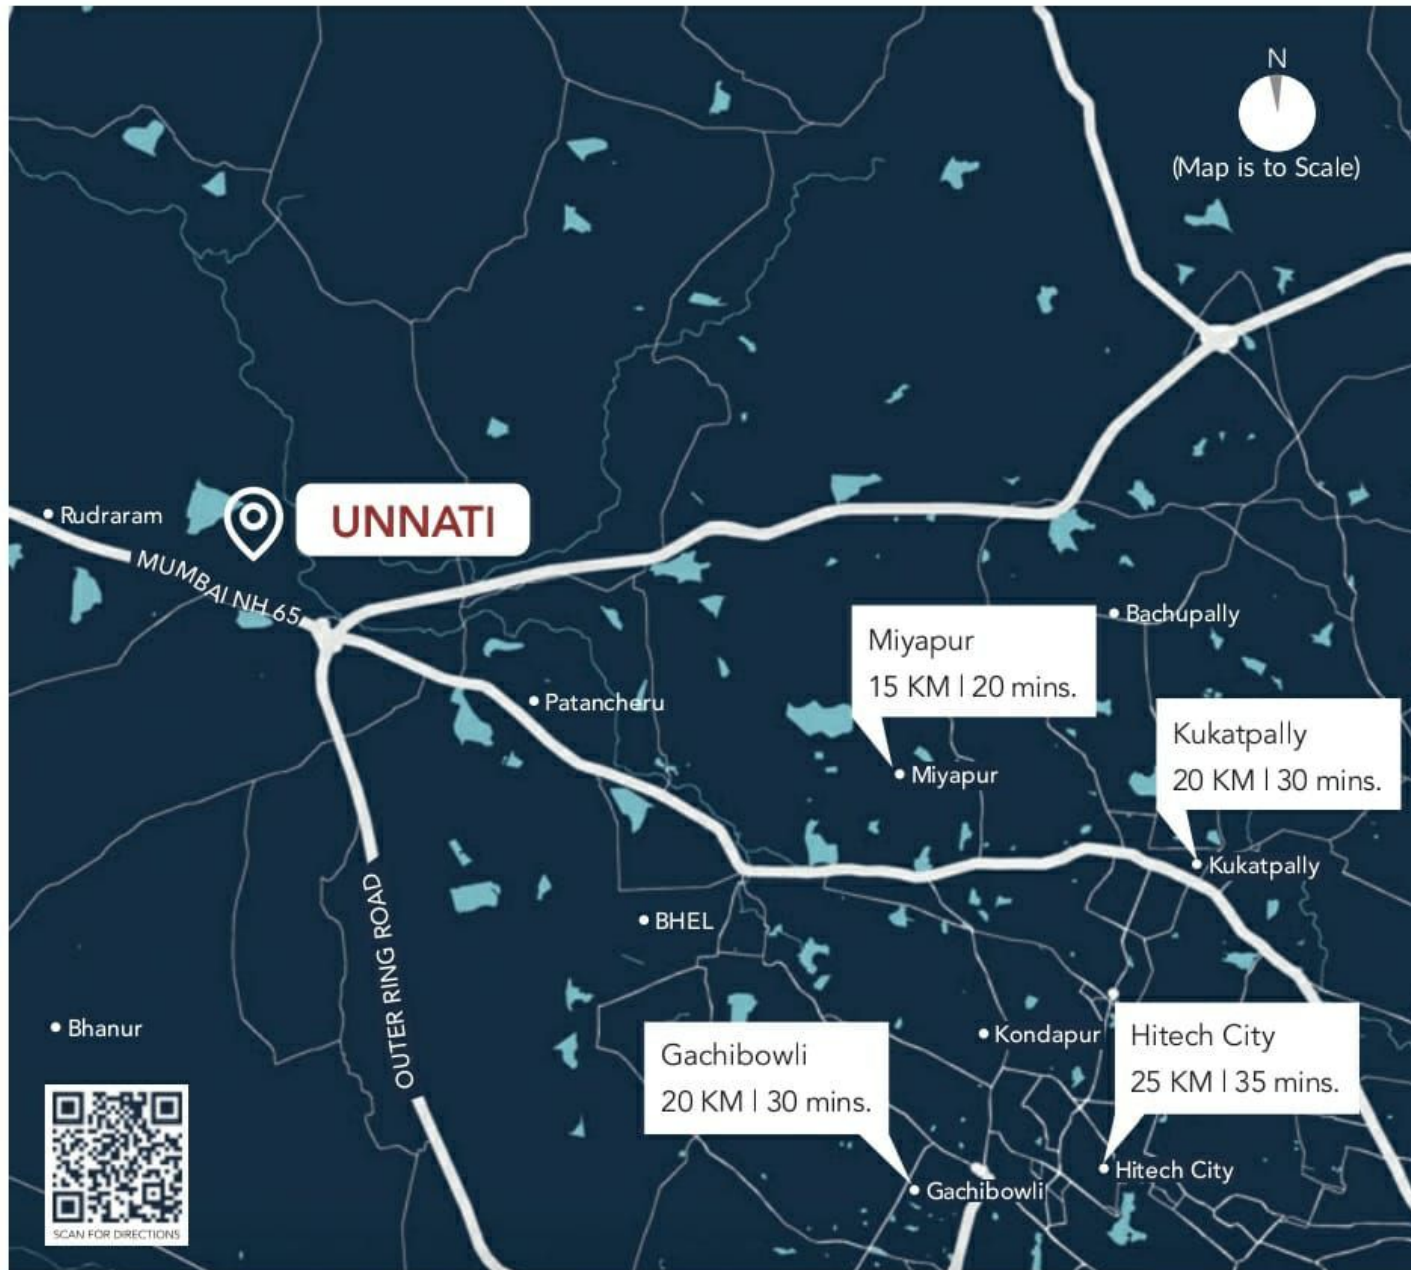 N
(Map is to Scale)
Rudraram
UNNATI
MUMBAI NH 65
Bachupally
Miyapur
15 KM | 20 mins.
Patancheru
Kukatpally
20 KM | 30 mins.
Miyapur
Kukatpally
OUTER RING ROAD
BHEL
Bhanur
Kondapur
Hitech City
25 KM | 35 mins.
Gachibowli
20 KM | 30 mins.
Hitech City
Gachibowli
SCAN FOR DIRECTIONS